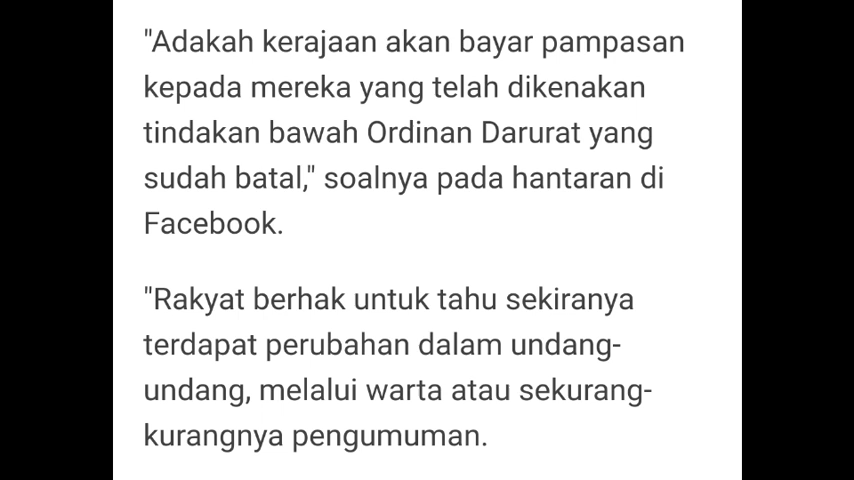 "Adakah kerajaan akan bayar pampasan
kepada mereka yang telah dikenakan
tindakan bawah Ordinan Darurat yang
sudah batal," soalnya pada hantaran di
Facebook.
"Rakyat berhak untuk tahu sekiranya
terdapat perubahan dalam undang-
undang, melalui warta atau sekurang-
kurangnya pengumuman.